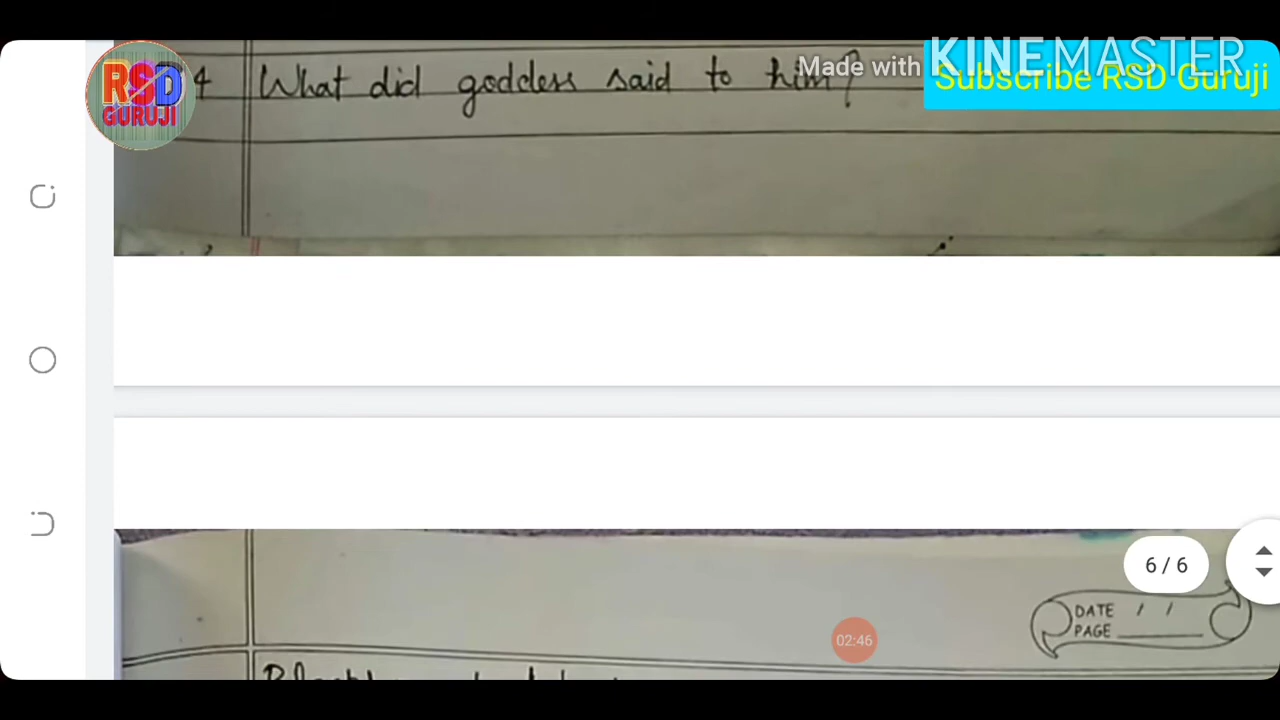 Made with KINEMASTER
Subscribe RSD Guruji
RSD
GURUJI
4 What did goddess said to him?
6 / 6
DATE / /
PAGE
02:46